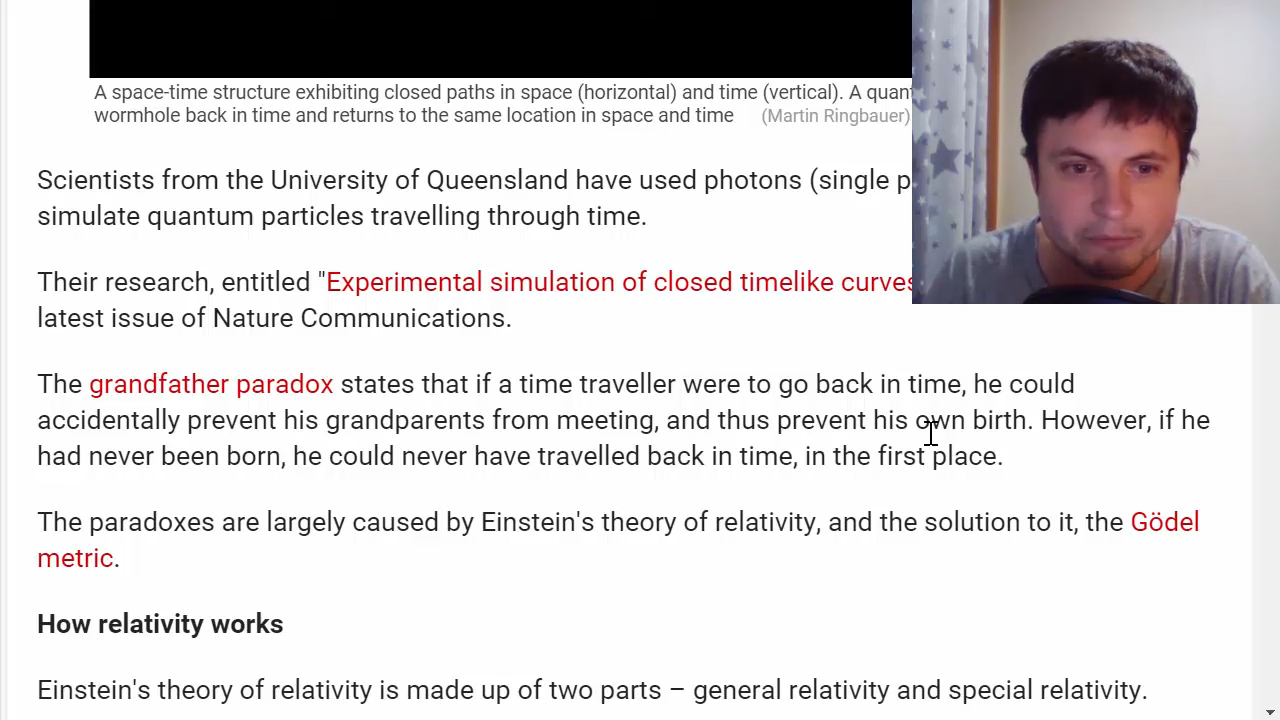 A space-time structure exhibiting closed paths in space (horizontal) and time (vertical). A
wormhole back in time and returns to the same location in space and time (Martin Ringbauer)
Scientists from the University of Queensland have used photons (single
simulate quantum particles travelling through time.
Their research, entitled "Experimental simulation of closed timelike curves
latest issue of Nature Communications.
The grandfather paradox states that if a time traveller were to go back in time, he could
accidentally prevent his grandparents from meeting, and thus prevent his own birth. However, if he
had never been born, he could never have travelled back in time, in the first place.
The paradoxes are largely caused by Einstein's theory of relativity, and the solution to it, the Gödel
metric.
How relativity works
Einstein's theory of relativity is made up of two parts – general relativity and special relativity.